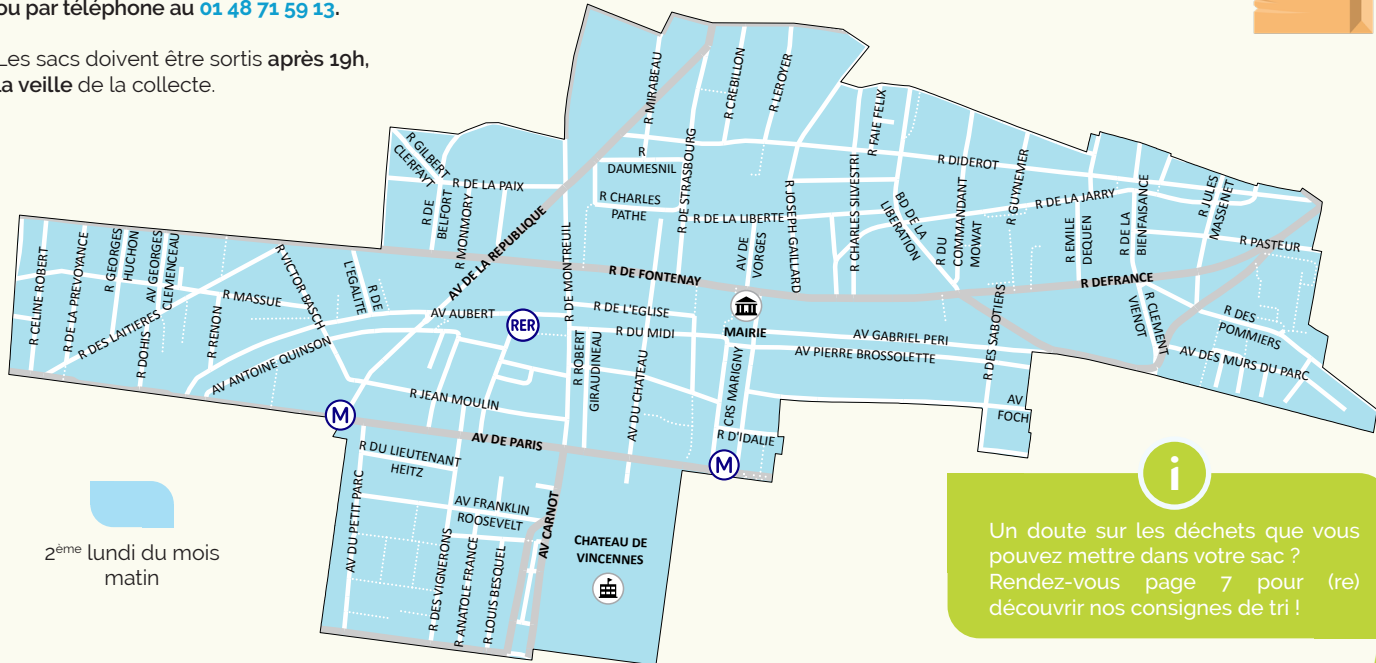 ou par téléphone au 01 48 71 59 13.
Les sacs doivent être sortis après 19h,
la veille de la collecte.
R MIRABEAU
R CREBILLON
R LEROYER
R FAIE FELIX
R GILBERT
CLERFAYT
R DE LA PAIX
R DE
BELFORT
R MONMORY
AV DE LA REPUBLIQUE
R DE MONTREUIL
R
DAUMESNIL
R CHARLES
PATHE
R DE STRASBOURG
R DE LA LIBERTE
R JOSEPH GAILLARD
R CHARLES SILVESTRI
BD DE LA
LIBERATION
R DIDEROT
R DU
COMMANDANT
MOWAT
R GUYNEMER
R DE LA JARRY
R EMILE
DEQUEN
R DE LA
BIENFAISANCE
R JULES
MASSENET
R PASTEUR
R CELINE ROBERT
R DE LA PREVOYANCE
R GEORGES
HUCHON
AV GEORGES
CLEMENCEAU
R DES LAITIERES
R DOHIS
R MASSUE
R RENON
R VICTOR BASCH
R DE
L'EGALITE
AV ANTOINE QUINSON
AV AUBERT
RER
R DE FONTENAY
AV DE
VORGES
R DE L'EGLISE
R DU MIDI
MAIRIE
R ROBERT
GIRAUDINEAU
AV DU CHATEAU
CRS MARIGNY
AV GABRIEL PERI
AV PIERRE BROSSOLETTE
R DES SABOTIERS
R DEFRANCE
R CLEMENT
VIENOT
R DES
POMMIERS
AV DES MURS DU PARC
AV
FOCH
R D'IDALIE
M
M
R JEAN MOULIN
AV DE PARIS
R DU LIEUTENANT
HEITZ
AV DU PETIT PARC
AV FRANKLIN
ROOSEVELT
R DES VIGNERONS
R ANATOLE FRANCE
R LOUIS BESQUEL
AV CARNOT
CHATEAU DE
VINCENNES
2ème lundi du mois
matin
i
Un doute sur les déchets que vous
pouvez mettre dans votre sac ?
Rendez-vous page 7 pour (re)
découvrir nos consignes de tri !